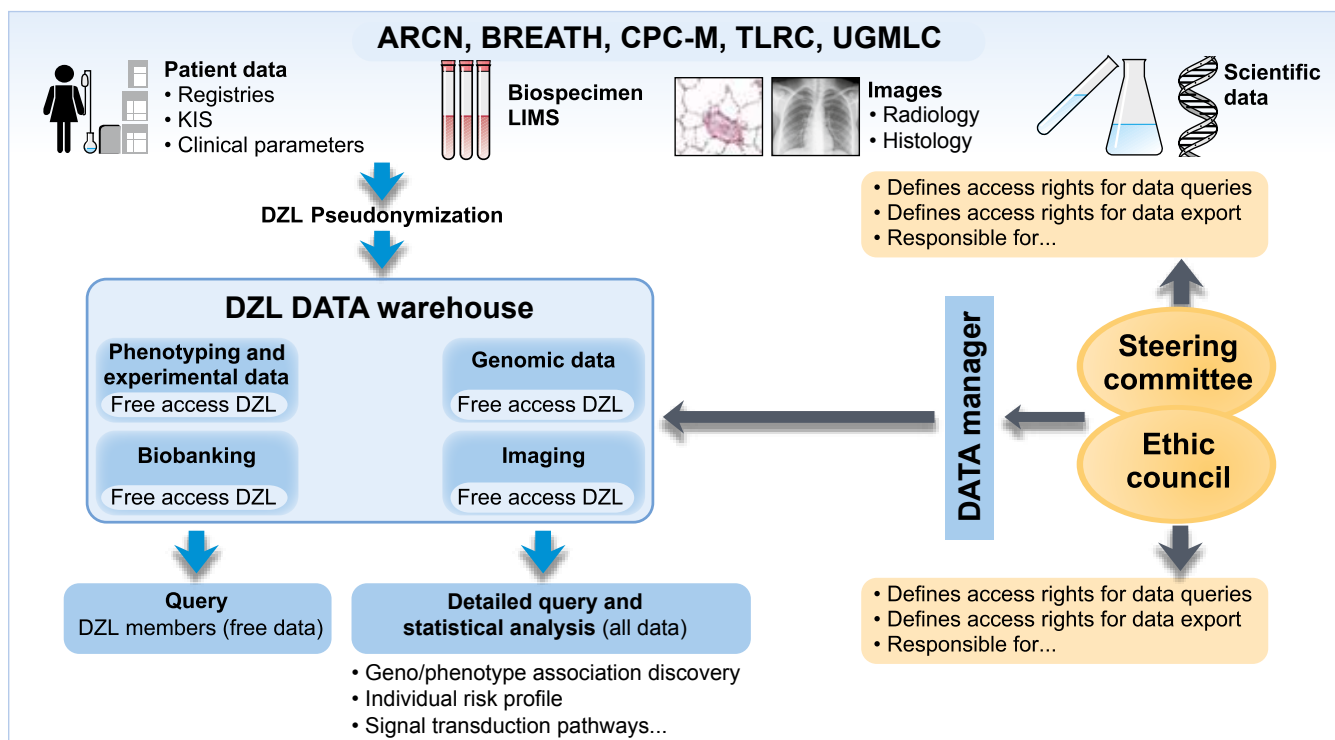 ARCN, BREATH, CPC-M, TLRC, UGMLC
Patient data
• Registries
• KIS
• Clinical parameters
Biospecimen
LIMS
Images
• Radiology
• Histology
Scientific
data
DZL Pseudonymization
• Defines access rights for data queries
• Defines access rights for data export
• Responsible for...
DZL DATA warehouse
Phenotyping and
experimental data
Free access DZL
Genomic data
Free access DZL
Biobanking
Free access DZL
Imaging
Free access DZL
DATA manager
Steering
committee
Ethic
council
Query
DZL members (free data)
Detailed query and
statistical analysis (all data)
• Geno/phenotype association discovery
• Individual risk profile
• Signal transduction pathways...
• Defines access rights for data queries
• Defines access rights for data export
• Responsible for...